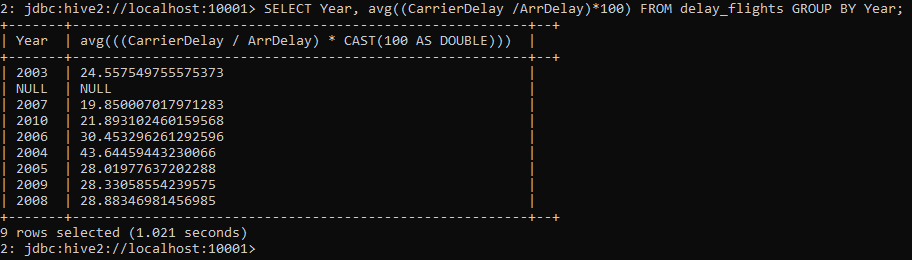 2: jdbc:hive2://localhost:10001> SELECT Year, avg((CarrierDelay /ArrDelay)*100) FROM delay_flights GROUP BY Year;
+-------+------------------------------------------------------+--+
| Year | avg(((CarrierDelay / ArrDelay) * CAST(100 AS DOUBLE))) |
+-------+------------------------------------------------------+--+
| 2003 | 24.557549755575373 |
| NULL | NULL |
| 2007 | 19.850007017971283 |
| 2010 | 21.893102460159568 |
| 2006 | 30.453296261292596 |
| 2004 | 43.64459443230066 |
| 2005 | 28.01977637202288 |
| 2009 | 28.33058554239575 |
| 2008 | 28.88346981456985 |
+-------+------------------------------------------------------+--+
9 rows selected (1.021 seconds)
2: jdbc:hive2://localhost:10001>